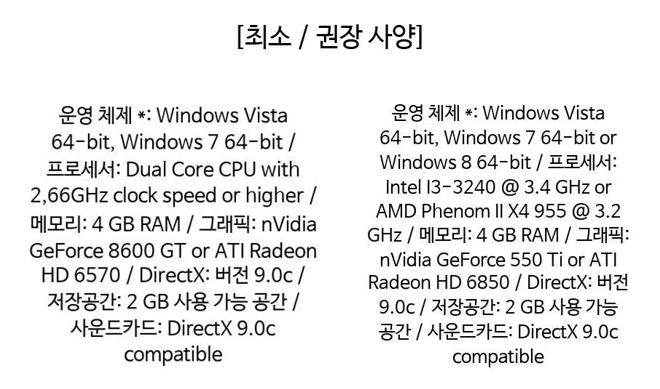 [최소 / 권장 사양]
운영 체제 *: Windows Vista
64-bit, Windows 7 64-bit /
프로세서: Dual Core CPU with
2,66GHz clock speed or higher /
메모리: 4 GB RAM / 그래픽: nVidia
GeForce 8600 GT or ATI Radeon
HD 6570 / DirectX: 버전 9.0c /
저장공간: 2 GB 사용 가능 공간 /
사운드카드: DirectX 9.0c
compatible
운영 체제 *: Windows Vista
64-bit, Windows 7 64-bit or
Windows 8 64-bit / 프로세서:
Intel I3-3240 @ 3.4 GHz or
AMD Phenom II X4 955 @ 3.2
GHz / 메모리: 4 GB RAM / 그래픽:
nVidia GeForce 550 Ti or ATI
Radeon HD 6850 / DirectX: 버전
9.0c / 저장공간: 2 GB 사용 가능
공간 / 사운드카드: DirectX 9.0c
compatible